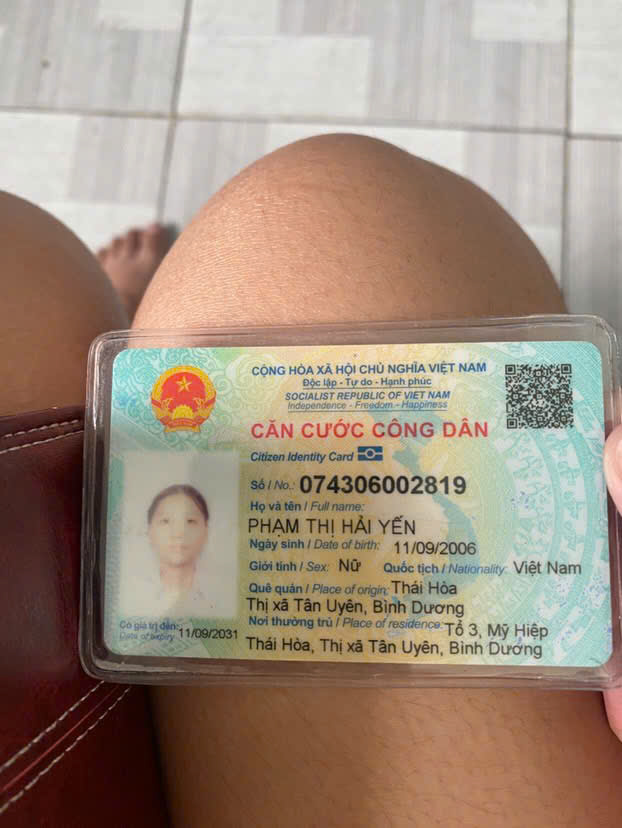 CỘNG HÒA XÃ HỘI CHỦ NGHĨA VIỆT NAM
Độc lập - Tự do - Hạnh phúc
SOCIALIST REPUBLIC OF VIET NAM
Independence - Freedom - Happiness
CĂN CƯỚC CÔNG DÂN
Citizen Identity Card
Số / No.: 074306002819
Họ và tên / Full name:
PHẠM THỊ HẢI YẾN
Ngày sinh / Date of birth: 11/09/2006
Giới tính / Sex: Nữ Quốc tịch / Nationality: Việt Nam
Quê quán / Place of origin: Thái Hòa
Thị xã Tân Uyên, Bình Dương
Nơi thường trú / Place of residence: Tổ 3, Mỹ Hiệp
Thái Hòa, Thị xã Tân Uyên, Bình Dương
Có giá trị đến: 11/09/2031
Date of expiry